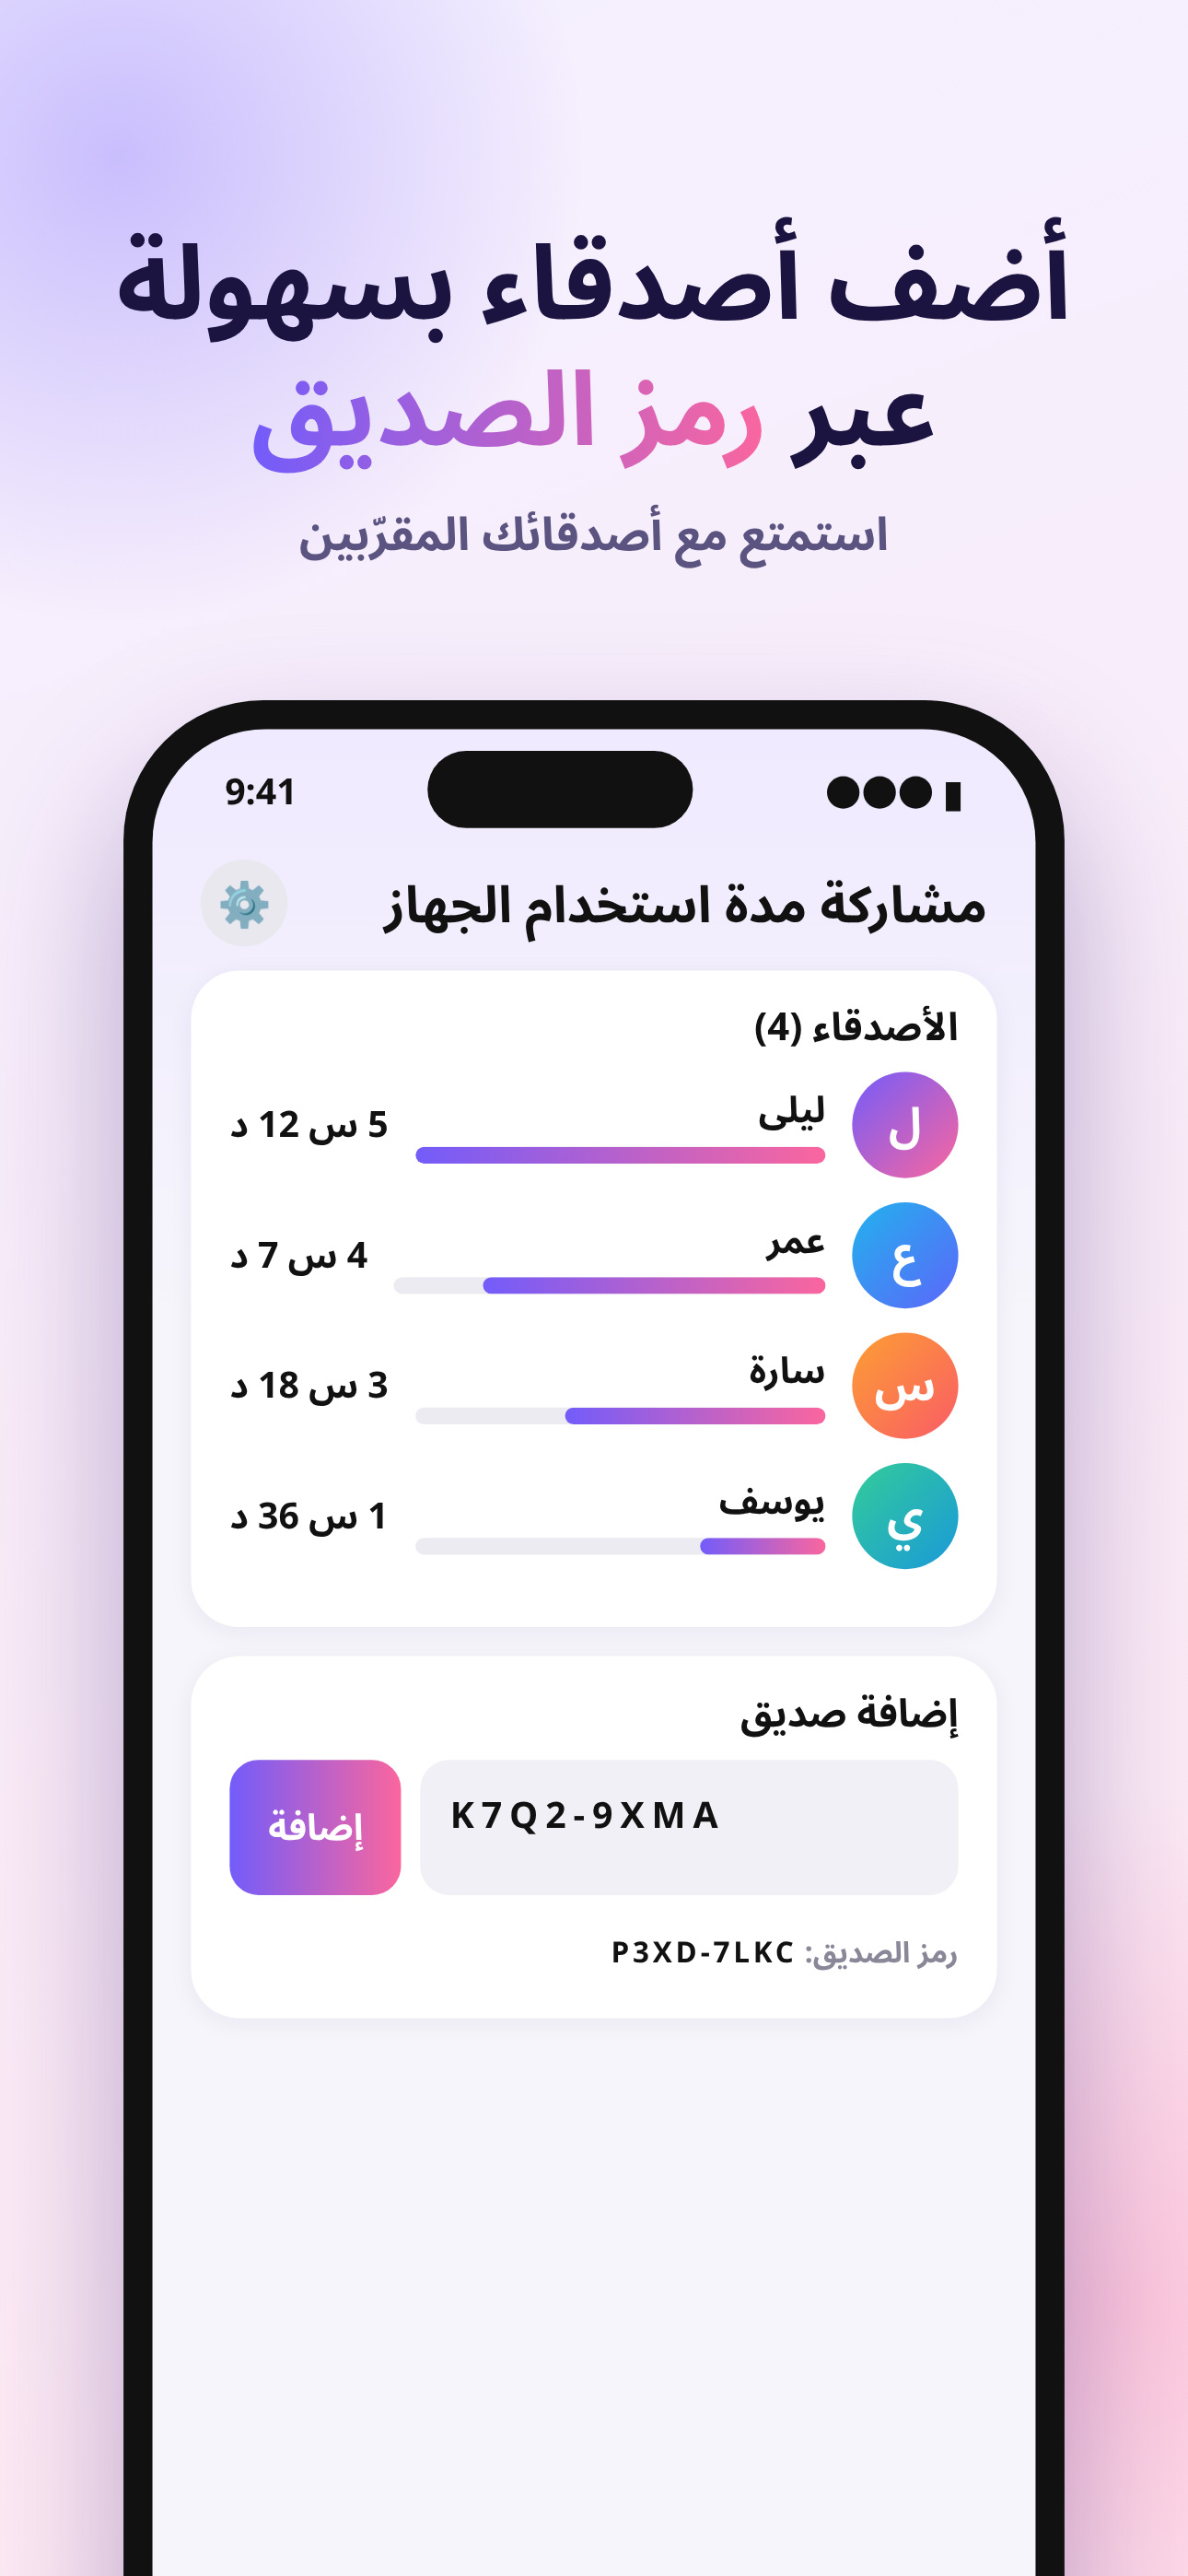 أضف أصدقاء بسهولة
عبر رمز الصديق
استمتع مع أصدقائك المقرّبين
9:41
مشاركة مدة استخدام الجهاز
الأصدقاء (4)
ل
ليلى
5 س 12 د
ع
عمر
4 س 7 د
س
سارة
3 س 18 د
ي
يوسف
1 س 36 د
إضافة صديق
K7Q2-9XMA
إضافة
رمز الصديق: P3XD-7LKC